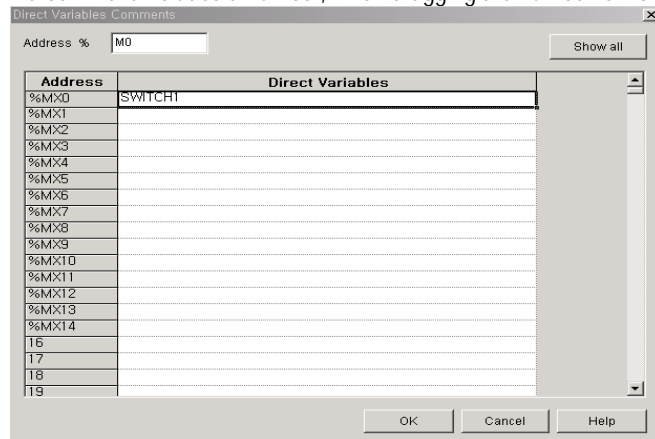 Direct Variables Comments
Address %
M0
Show all
Address Direct Variables
%MX0 SWITCH1
%MX1
%MX2
%MX3
%MX4
%MX5
%MX6
%MX7
%MX8
%MX9
%MX10
%MX11
%MX12
%MX13
%MX14
16
17
18
19
OK Cancel Help